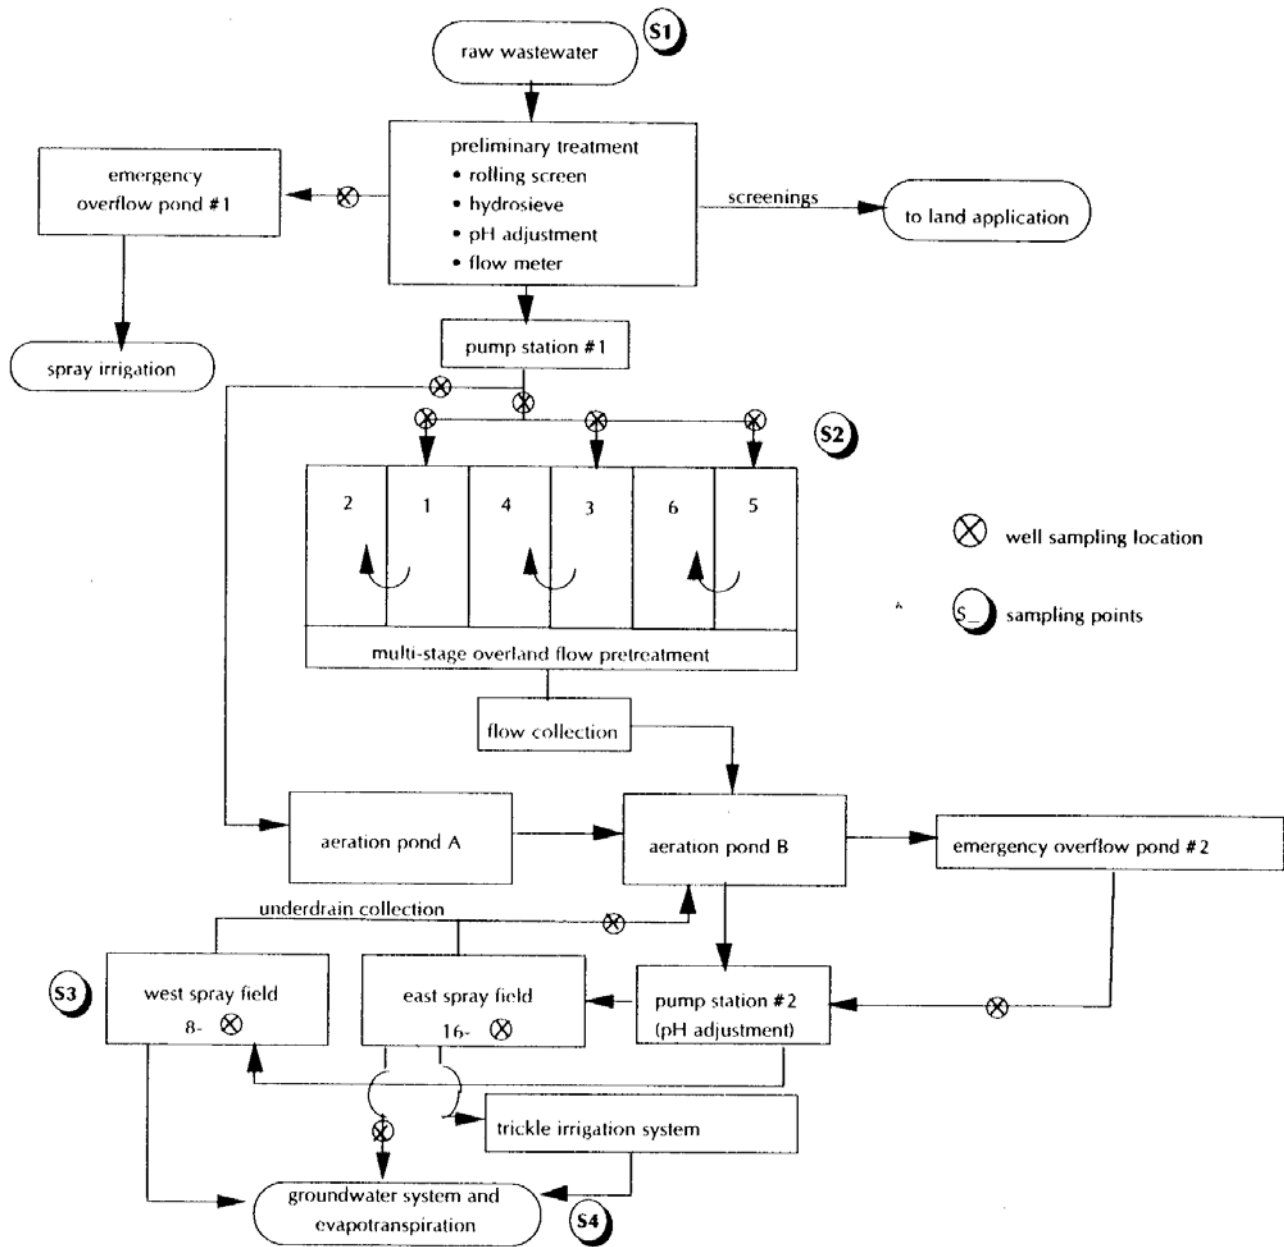 S1
raw wastewater
preliminary treatment
• rolling screen
• hydrosieve
• pH adjustment
• flow meter
emergency
overflow pond #1
screenings
to land application
pump station #1
spray irrigation
S2
2 1 4 3 6 5
multi-stage overland flow pretreatment
well sampling location
S_ sampling points
flow collection
aeration pond A
aeration pond B
emergency overflow pond #2
underdrain collection
S3
west spray field
8-
east spray field
16-
pump station #2
(pH adjustment)
trickle irrigation system
groundwater system and
evapotranspiration
S4